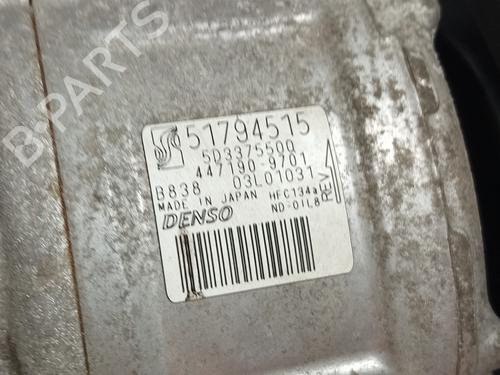 B-PARTS
51794515
5D3375500
447190-9701
B838 03L01031
MADE IN JAPAN HFC134a
DENSO ND-OIL8
REV